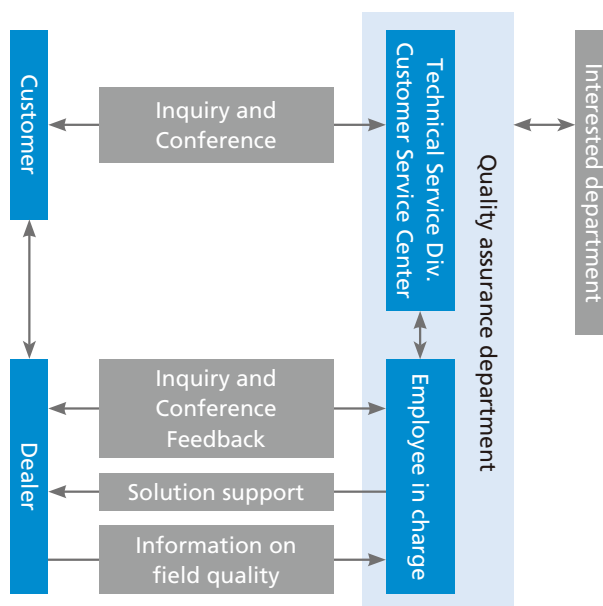 Customer
Inquiry and
Conference
Technical Service Div.
Customer Service Center
Quality assurance department
Interested department
Dealer
Inquiry and
Conference
Feedback
Solution support
Information on
field quality
Employee in charge